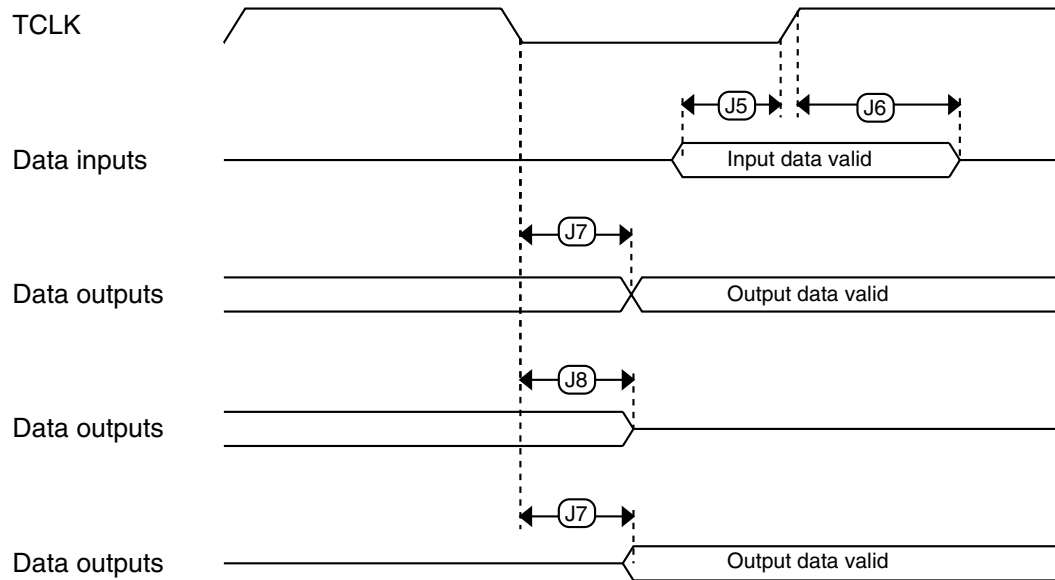 TCLK
J5
J6
Data inputs
Input data valid
J7
Data outputs
Output data valid
J8
Data outputs
J7
Data outputs
Output data valid